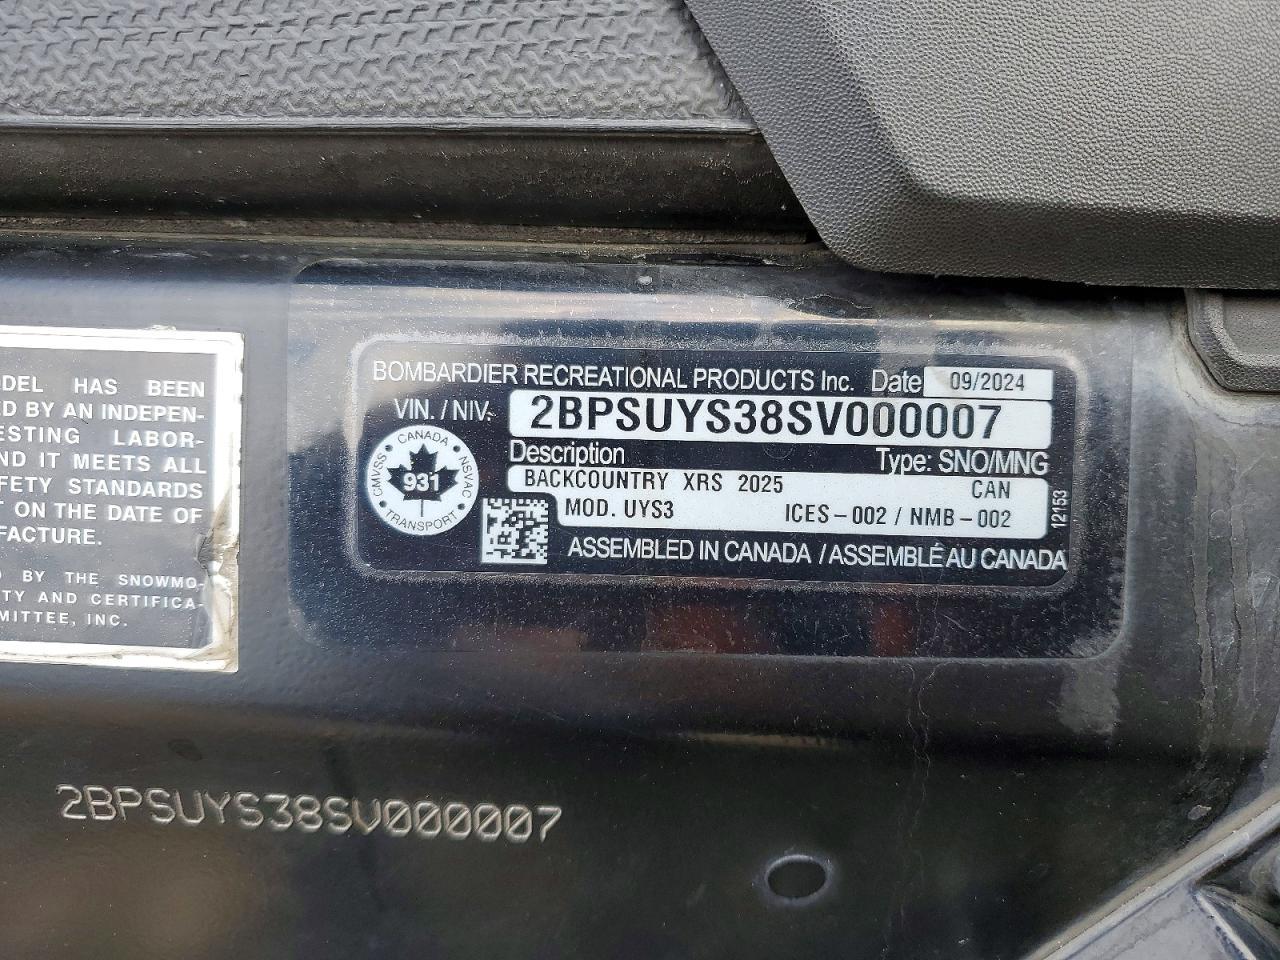 DEL HAS BEEN
ED BY AN INDEPEN-
ESTING LABOR-
ND IT MEETS ALL
FETY STANDARDS
T ON THE DATE OF
FACTURE.
D BY THE SNOWMO-
TY AND CERTIFICA-
MITTEE, INC.
BOMBARDIER RECREATIONAL PRODUCTS Inc. Date 09/2024
VIN. / NIV: 2BPSUYS38SV000007
Description Type: SNO/MNG
BACKCOUNTRY XRS 2025 CAN
MOD. UYS3 ICES-002 / NMB-002
12153
CANADA
CMVSS 931 NSVAC
TRANSPORT
ASSEMBLED IN CANADA / ASSEMBLÉ AU CANADA
2BPSUYS38SV000007